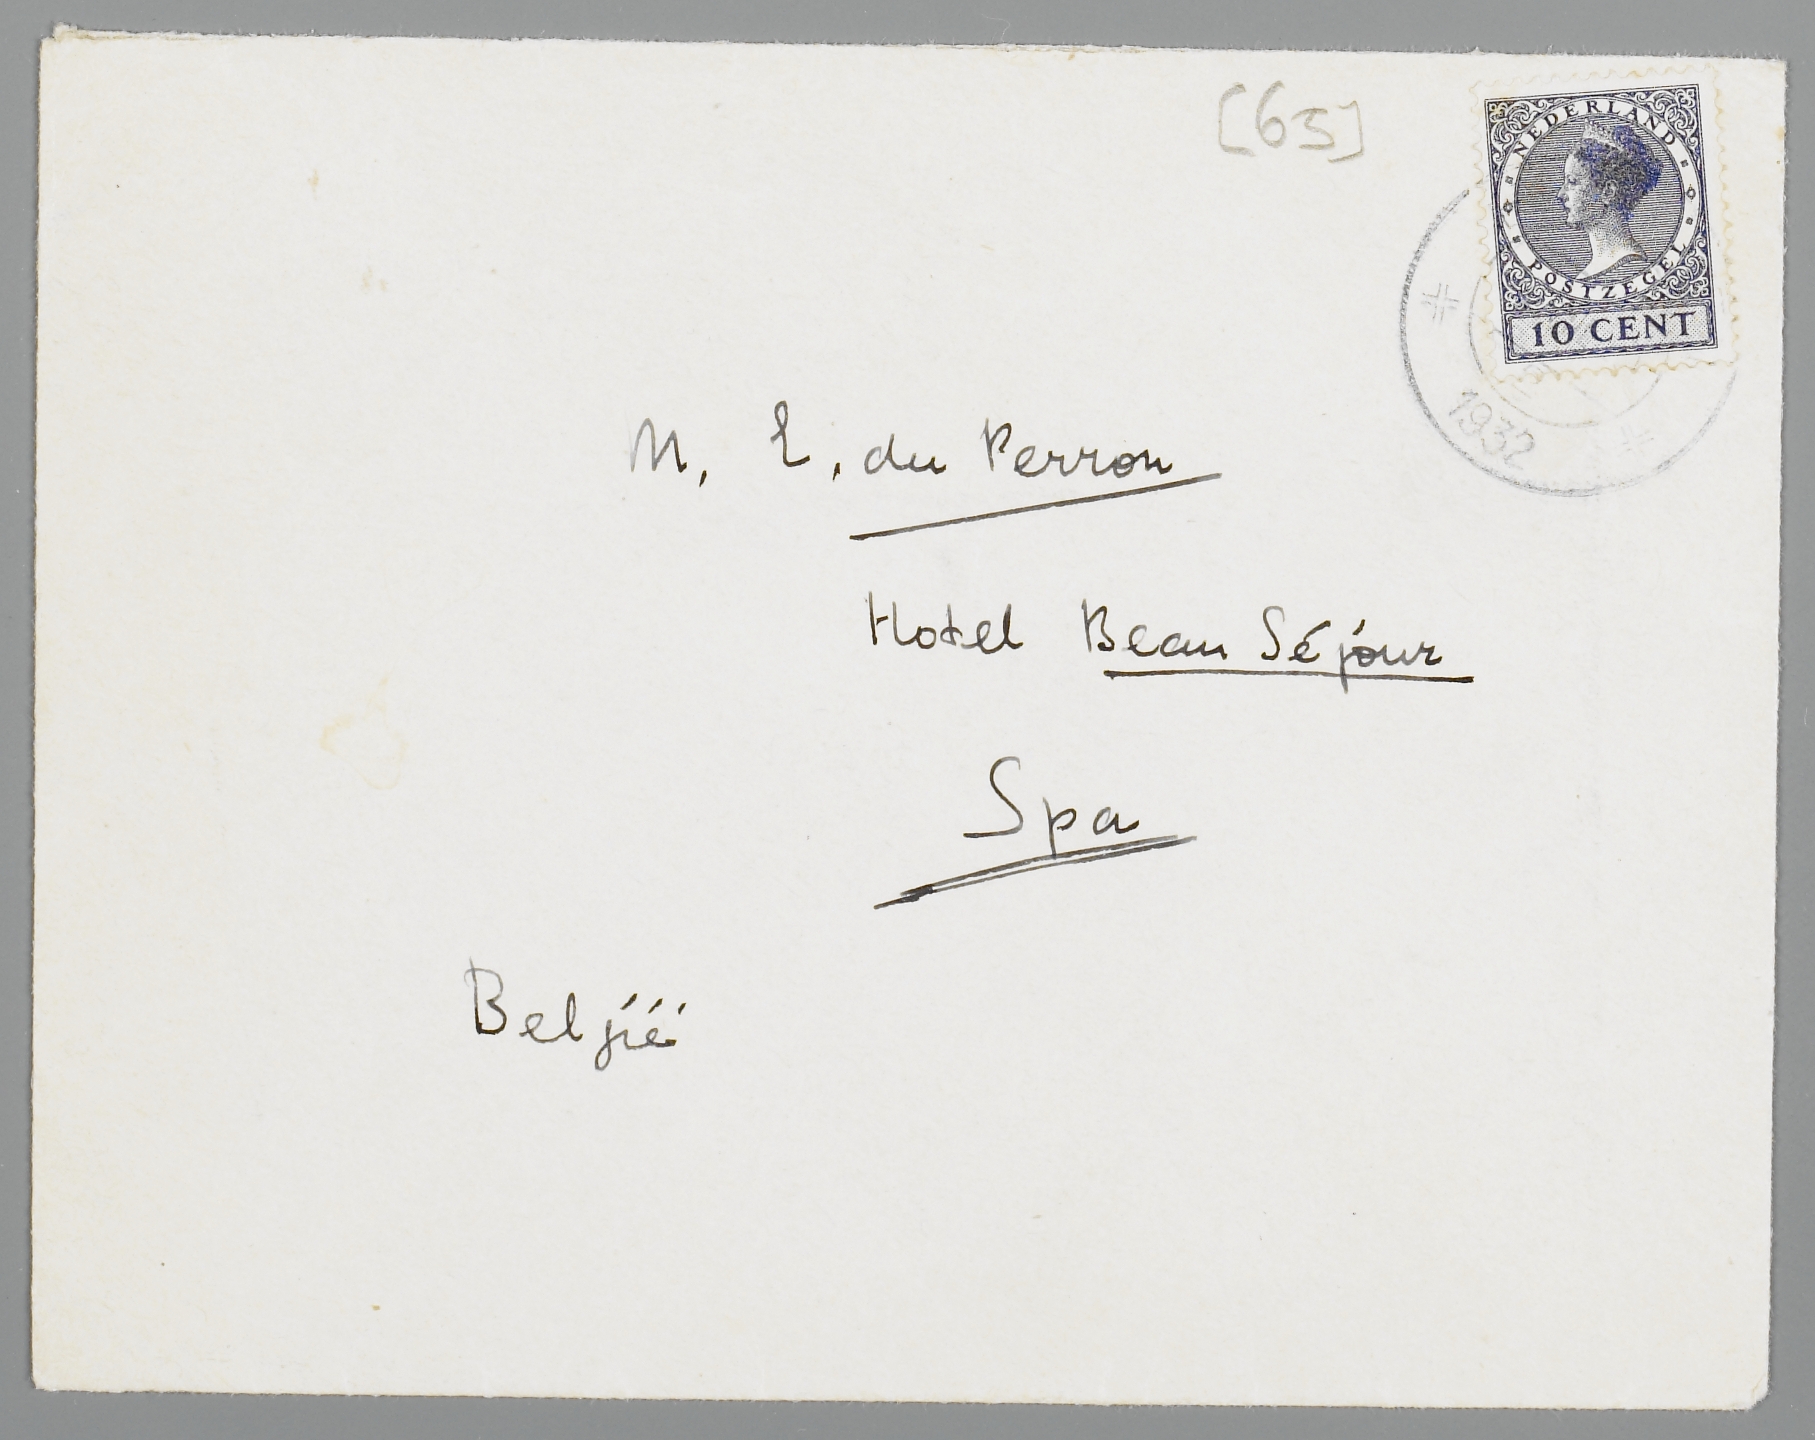 [65]
NEDERLAND
POSTZEGEL
10 CENT
1932
M. E. du Perron
Hotel Beau Séjour
Spa
België